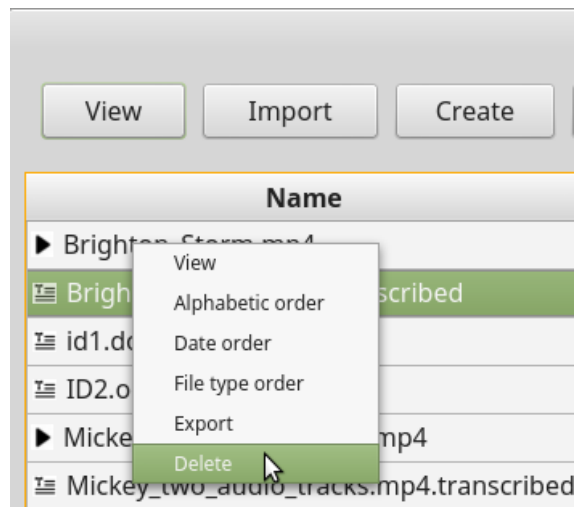 View Import Create
Name
Brighton_Storm.mp4
View
Brigh scribed
Alphabetic order
id1.do
Date order
ID2.o
File type order
Export
Micke mp4
Delete
Mickey_two_audio_tracks.mp4.transcribed